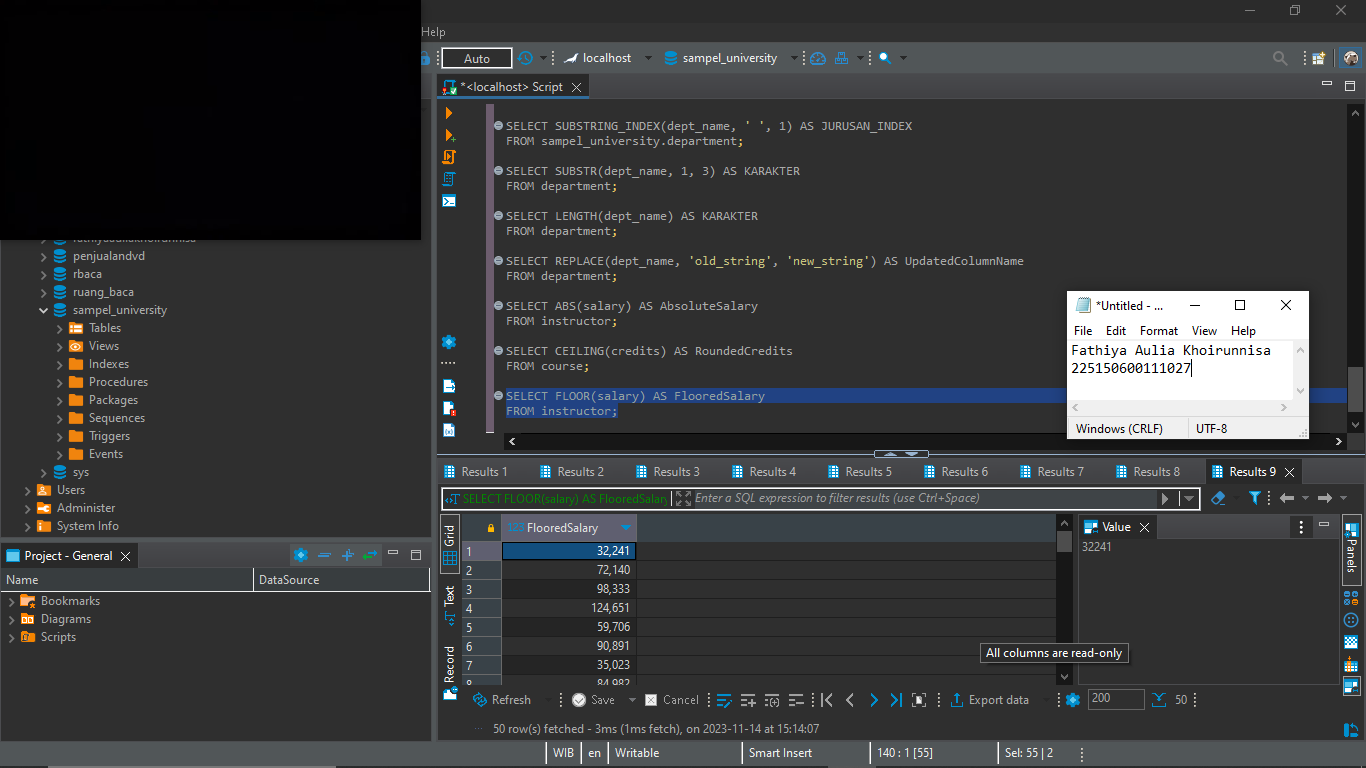 Help
Auto
localhost
sampel_university
*<localhost> Script
SELECT SUBSTRING_INDEX(dept_name, ' ', 1) AS JURUSAN_INDEX
FROM sampel_university.department;
SELECT SUBSTR(dept_name, 1, 3) AS KARAKTER
FROM department;
SELECT LENGTH(dept_name) AS KARAKTER
FROM department;
SELECT REPLACE(dept_name, 'old_string', 'new_string') AS UpdatedColumnName
FROM department;
SELECT ABS(salary) AS AbsoluteSalary
FROM instructor;
SELECT CEILING(credits) AS RoundedCredits
FROM course;
SELECT FLOOR(salary) AS FlooredSalary
FROM instructor;
*Untitled - ...
File Edit Format View Help
Fathiya Aulia Khoirunnisa
225150600111027
Windows (CRLF) UTF-8
penjualandvd
rbaca
ruang_baca
sampel_university
Tables
Views
Indexes
Procedures
Packages
Sequences
Triggers
Events
sys
Users
Administer
System Info
Project - General
Name DataSource
Bookmarks
Diagrams
Scripts
Results 1 Results 2 Results 3 Results 4 Results 5 Results 6 Results 7 Results 8 Results 9
SELECT FLOOR(salary) AS FlooredSalary
Enter a SQL expression to filter results (use Ctrl+Space)
Grid
Text
Record
123 FlooredSalary
1 32,241
2 72,140
3 98,333
4 124,651
5 59,706
6 90,891
7 35,023
8 84,982
Value
32241
Panels
All columns are read-only
Refresh Save Cancel Export data 200 50
50 row(s) fetched - 3ms (1ms fetch), on 2023-11-14 at 15:14:07
WIB en Writable Smart Insert 140 : 1 [55] Sel: 55 | 2